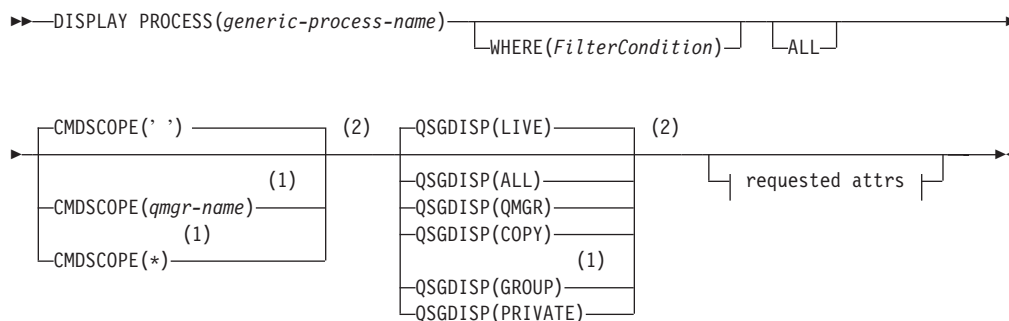 DISPLAY PROCESS(generic-process-name)
WHERE(FilterCondition)
ALL
CMDSCOPE(' ')
(2)
QSGDISP(LIVE)
(2)
(1)
CMDSCOPE(qmgr-name)
(1)
CMDSCOPE(*)
QSGDISP(ALL)
QSGDISP(QMGR)
QSGDISP(COPY)
(1)
QSGDISP(GROUP)
QSGDISP(PRIVATE)
requested attrs